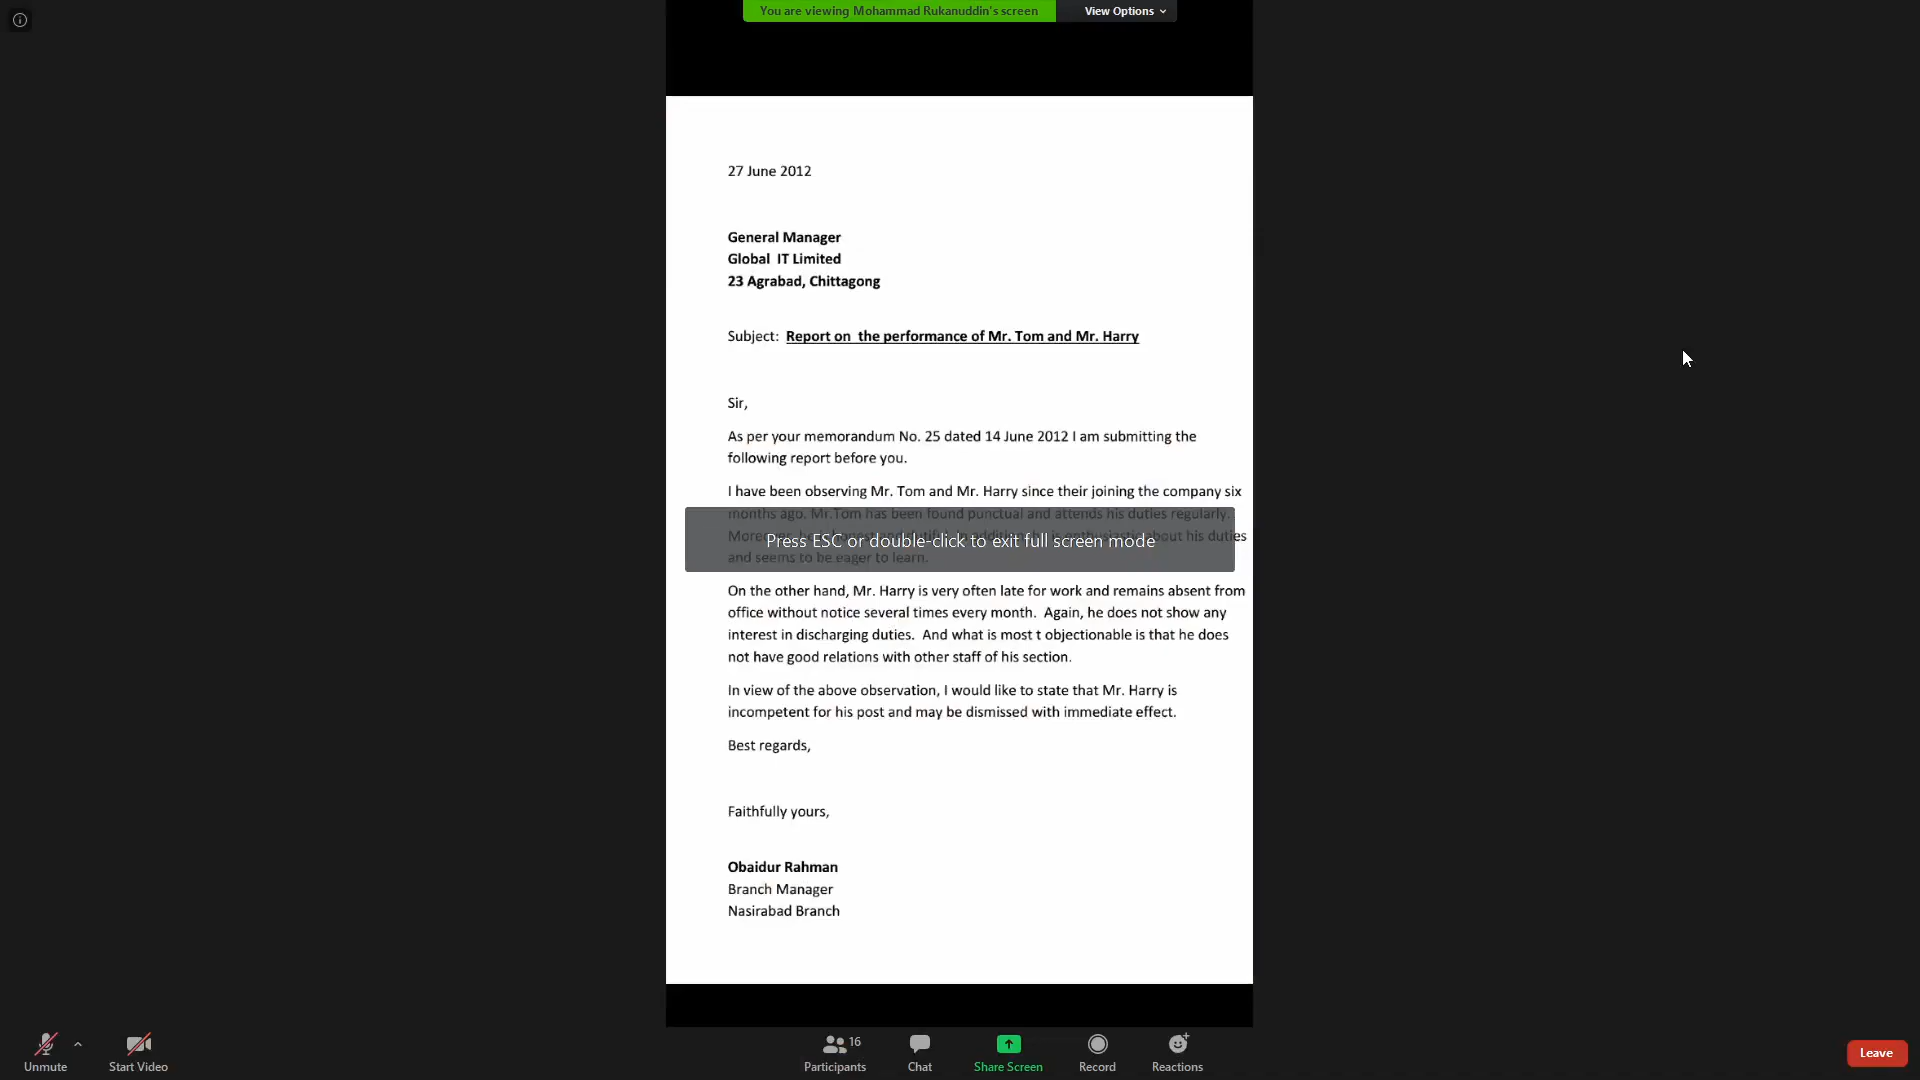 You are viewing Mohammad Rukanuddin's screen
View Options
27 June 2012
General Manager
Global  IT Limited
23 Agrabad, Chittagong
Subject:  Report on  the performance of Mr. Tom and Mr. Harry
Sir,
As per your memorandum No. 25 dated 14 June 2012 I am submitting the
following report before you.
I have been observing Mr. Tom and Mr. Harry since their joining the company six
months ago. Mr.Tom has been found punctual and attends his duties regularly.
Moreover, about his duties
Press ESC or double-click to exit full screen mode
and seems to be eager to learn.
On the other hand, Mr. Harry is very often late for work and remains absent from
office without notice several times every month.  Again, he does not show any
interest in discharging duties.  And what is most t objectionable is that he does
not have good relations with other staff of his section.
In view of the above observation, I would like to state that Mr. Harry is
incompetent for his post and may be dismissed with immediate effect.
Best regards,
Faithfully yours,
Obaidur Rahman
Branch Manager
Nasirabad Branch
Unmute
Start Video
16
Participants
Chat
Share Screen
Record
Reactions
Leave